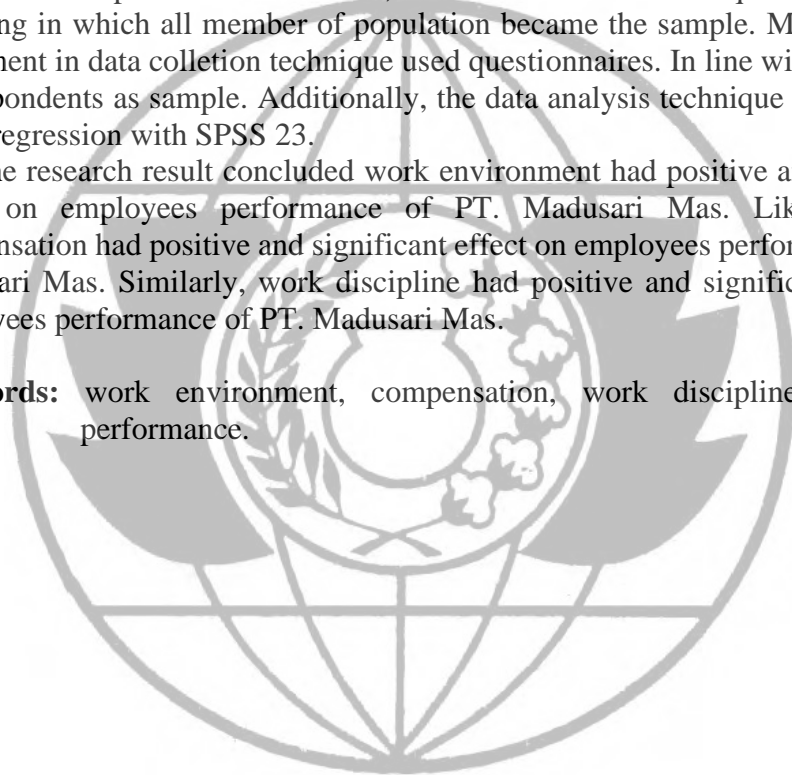 ing in which all member of population became the sample. M
ment in data colletion technique used questionnaires. In line wi
pondents as sample. Additionally, the data analysis technique
regression with SPSS 23.
ne research result concluded work environment had positive a
on employees performance of PT. Madusari Mas. Lik
nsation had positive and significant effect on employees perfor
ari Mas. Similarly, work discipline had positive and signific
yees performance of PT. Madusari Mas.
ords: work environment, compensation, work discipline
performance.